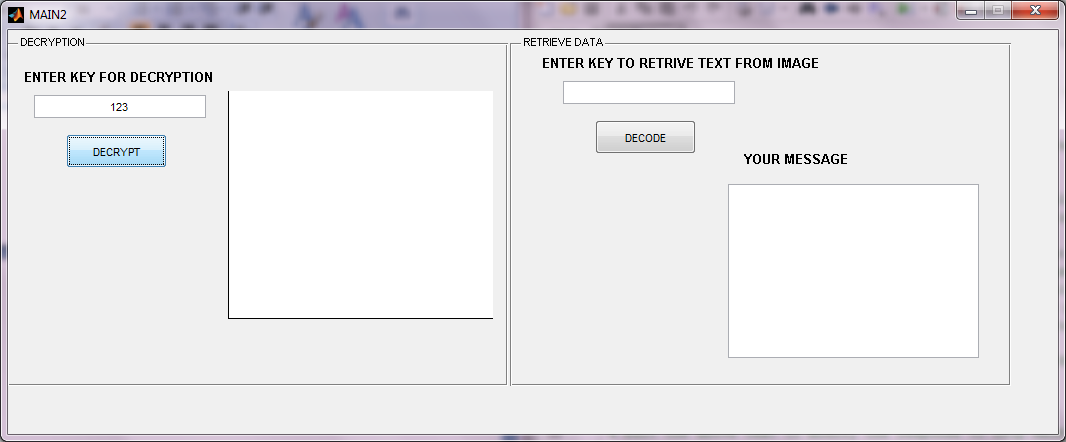 MAIN2
DECRYPTION
ENTER KEY FOR DECRYPTION
123
DECRYPT
RETRIEVE DATA
ENTER KEY TO RETRIVE TEXT FROM IMAGE
DECODE
YOUR MESSAGE